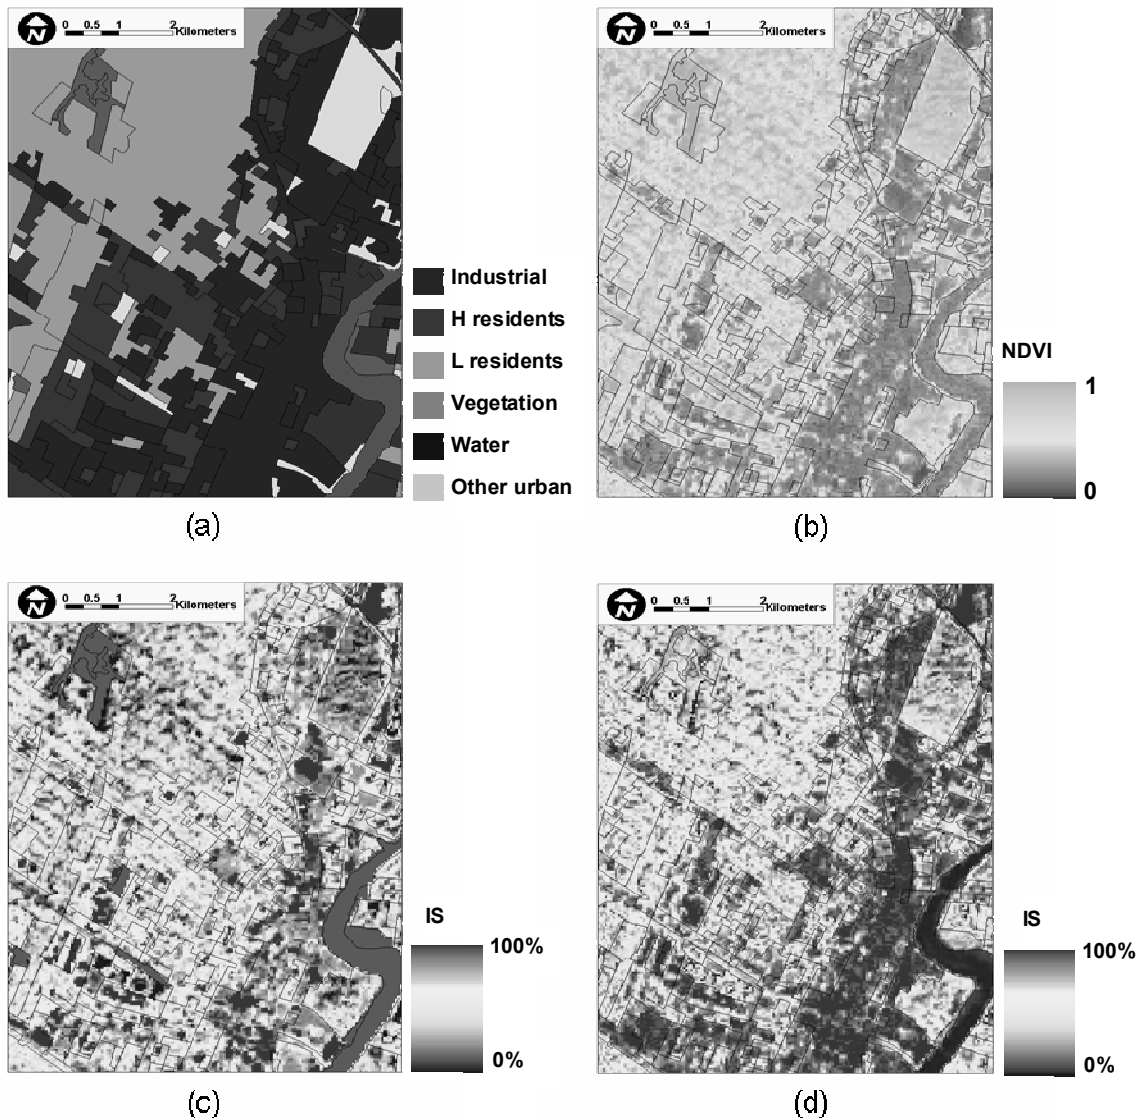 N 0 0.5 1 2 Kilometers
N 0 0.5 1 2 Kilometers
Industrial
H residents
L residents
Vegetation
Water
Other urban
NDVI
1
0
(a)
(b)
N 0 0.5 1 2 Kilometers
N 0 0.5 1 2 Kilometers
IS
100%
0%
IS
100%
0%
(c)
(d)